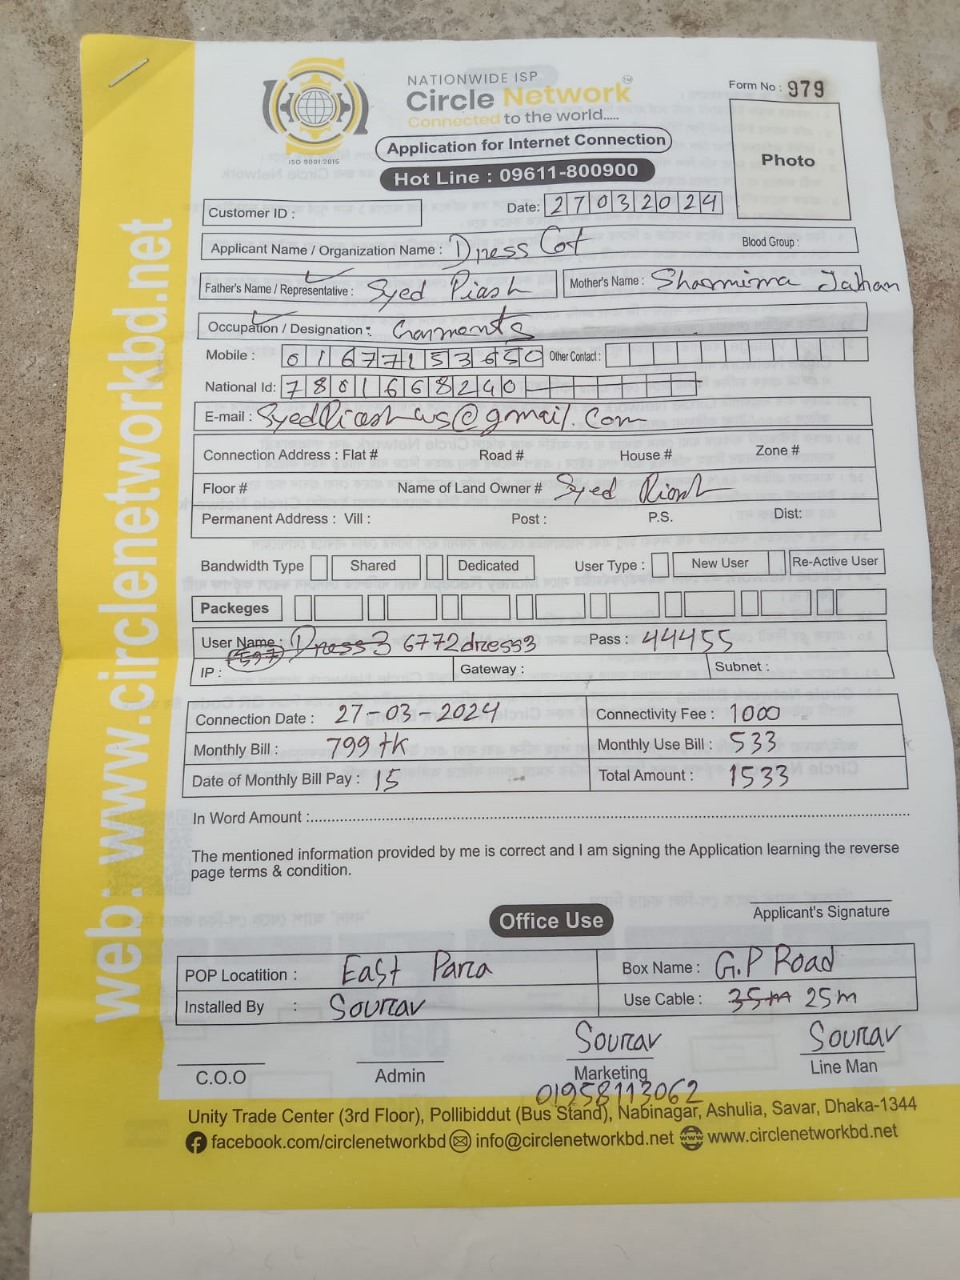 NATIONWIDE ISP
Circle Network™
Connected to the world.....
ISO 9001:2015
Form No : 979
Application for Internet Connection
Hot Line : 09611-800900
Photo
Customer ID :
Date: 27032024
Applicant Name / Organization Name : Dress Cot Blood Group :
Father's Name / Representative : Syed Piash Mother's Name : Sharmima Jahan
Occupation / Designation : Garments
Mobile : 01677153650 Other Contact :
National Id: 7801668240
E-mail : SyedPiash us@gmail.com
Connection Address : Flat # Road # House # Zone #
Floor # Name of Land Owner # Syed Piash
Permanent Address : Vill : Post : P.S. Dist:
Bandwidth Type Shared Dedicated User Type : New User Re-Active User
Packeges
User Name : Dress3 6772dress3 Pass : 44455
IP : Gateway : Subnet :
Connection Date : 27-03-2024 Connectivity Fee : 1000
Monthly Bill : 799 tk Monthly Use Bill : 533
Date of Monthly Bill Pay : 15 Total Amount : 1533
In Word Amount :
The mentioned information provided by me is correct and I am signing the Application learning the reverse
page terms & condition.
Applicant's Signature
Office Use
POP Locatition : East Para Box Name : G.P Road
Installed By : Sourav Use Cable : 35m 25m
Sourav Sourav
C.O.O Admin Marketing Line Man
01958113062
Unity Trade Center (3rd Floor), Pollibiddut (Bus Stand), Nabinagar, Ashulia, Savar, Dhaka-1344
facebook.com/circlenetworkbd info@circlenetworkbd.net www.circlenetworkbd.net
web: www.circlenetworkbd.net